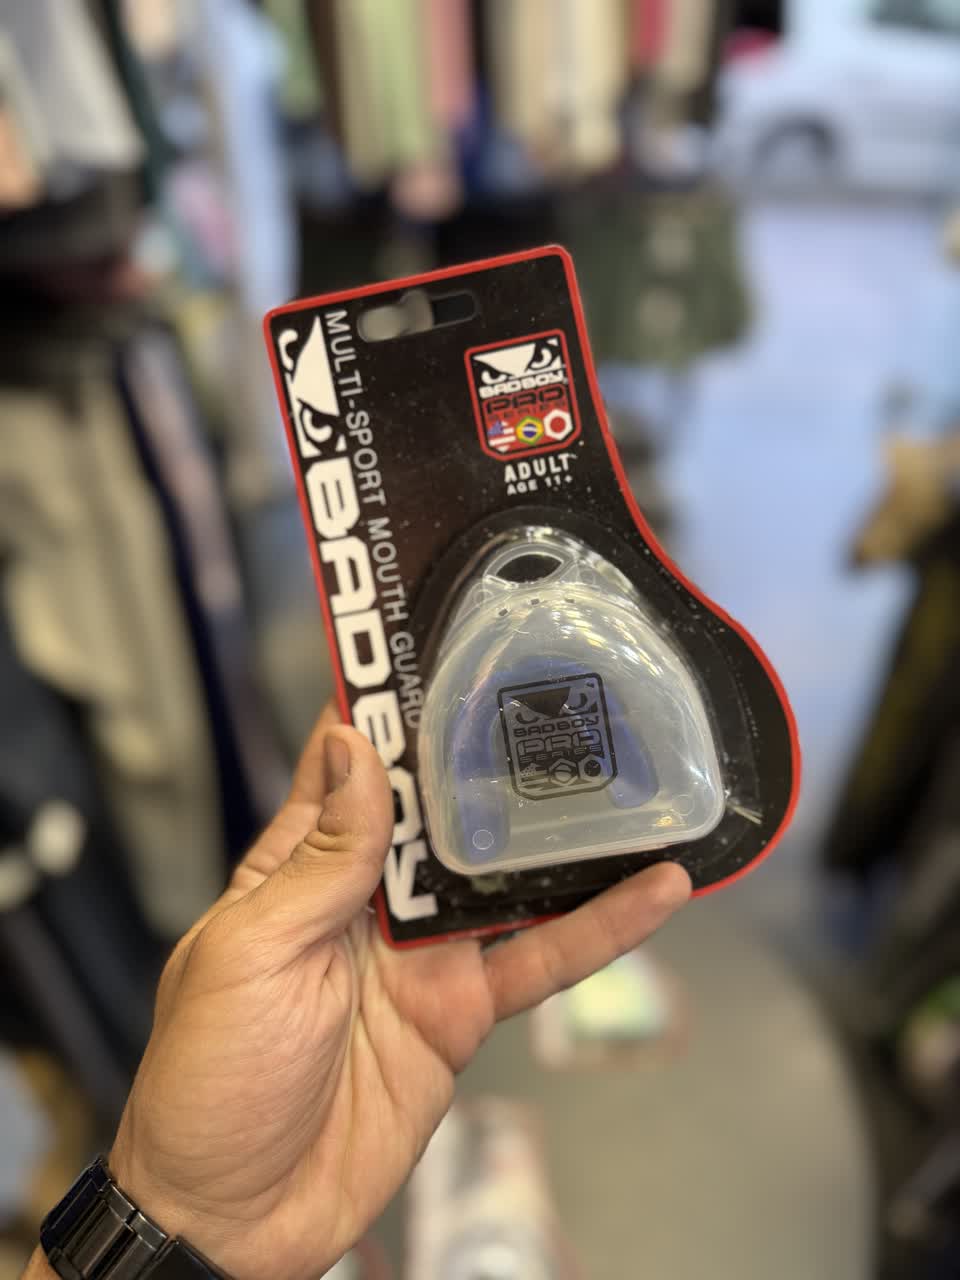 MULTI-SPORT MOUTH GUARD
BAD BOY
BAD BOY
PRO
SERIES
ADULT
AGE 11+
BAD BOY
PRO
SERIES